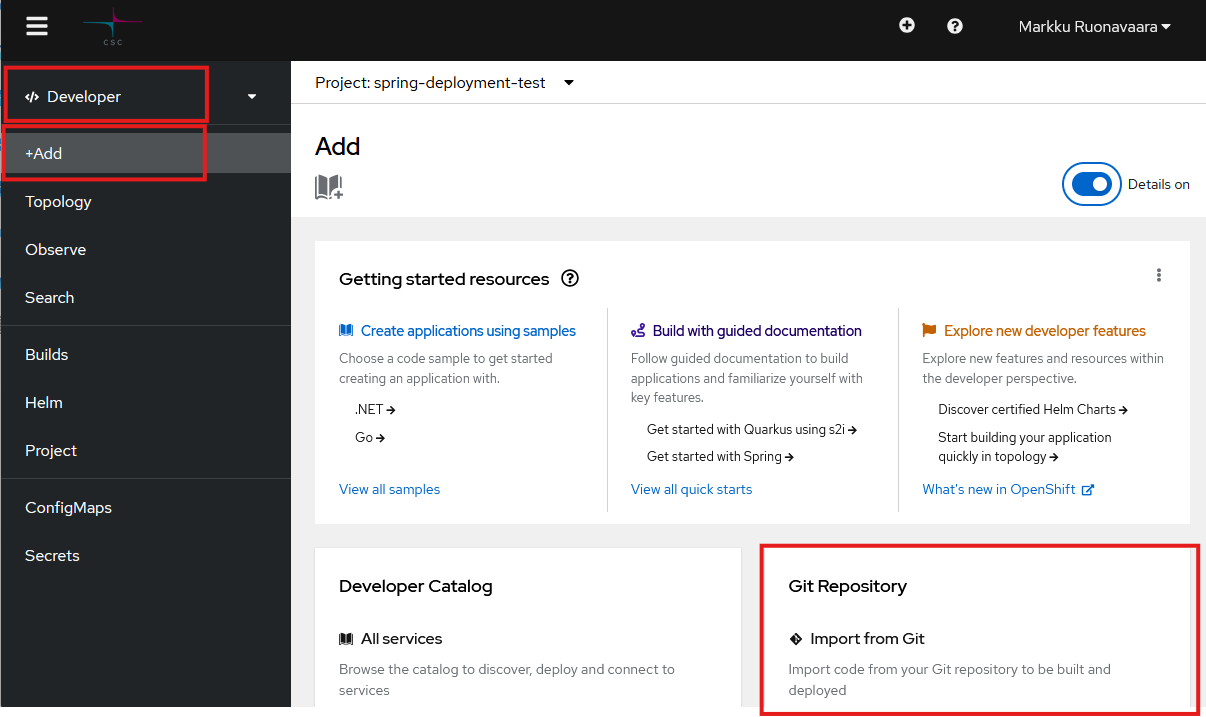 CSC
Markku Ruonavaara
Developer
+Add
Topology
Observe
Search
Builds
Helm
Project
ConfigMaps
Secrets
Project: spring-deployment-test
Add
Details on
Getting started resources
Create applications using samples
Choose a code sample to get started
creating an application with.
.NET
Go
View all samples
Build with guided documentation
Follow guided documentation to build
applications and familiarize yourself with
key features.
Get started with Quarkus using s2i
Get started with Spring
View all quick starts
Explore new developer features
Explore new features and resources within
the developer perspective.
Discover certified Helm Charts
Start building your application
quickly in topology
What's new in OpenShift
Developer Catalog
All services
Browse the catalog to discover, deploy and connect to
services
Git Repository
Import from Git
Import code from your Git repository to be built and
deployed